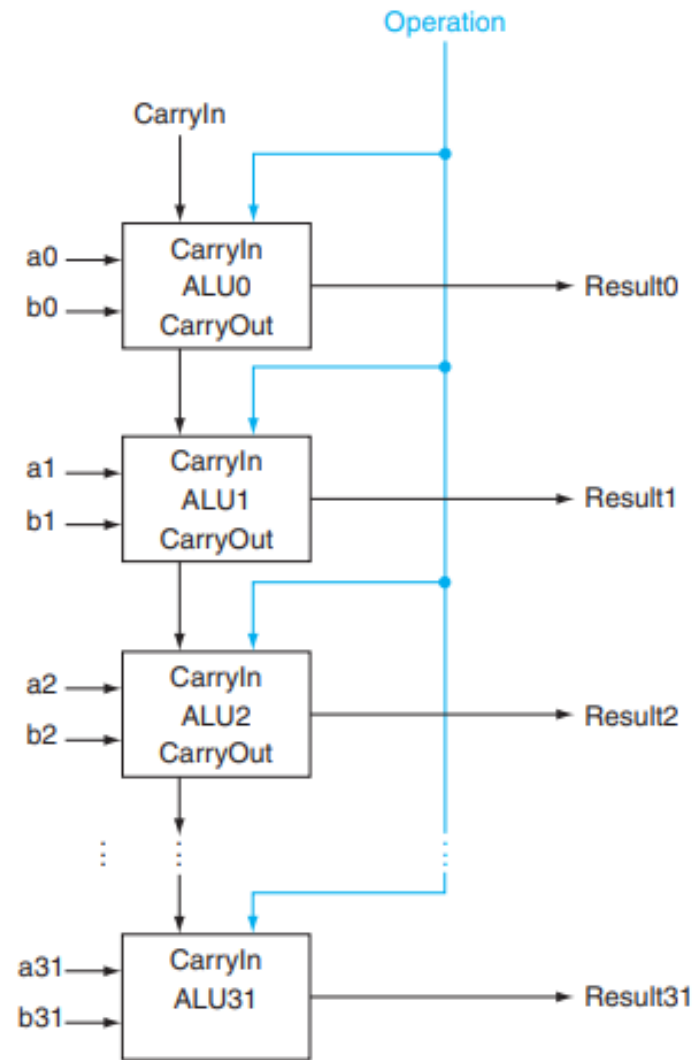 Operation
CarryIn
a0
b0
CarryIn
ALU0
CarryOut
Result0
a1
b1
CarryIn
ALU1
CarryOut
Result1
a2
b2
CarryIn
ALU2
CarryOut
Result2
a31
b31
CarryIn
ALU31
Result31